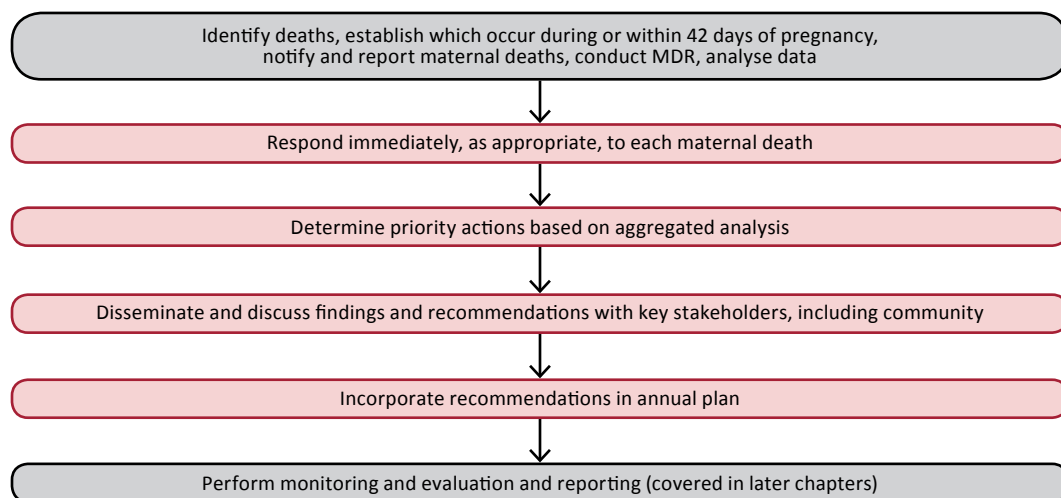 Identify deaths, establish which occur during or within 42 days of pregnancy,
notify and report maternal deaths, conduct MDR, analyse data
Respond immediately, as appropriate, to each maternal death
Determine priority actions based on aggregated analysis
Disseminate and discuss findings and recommendations with key stakeholders, including community
Incorporate recommendations in annual plan
Perform monitoring and evaluation and reporting (covered in later chapters)